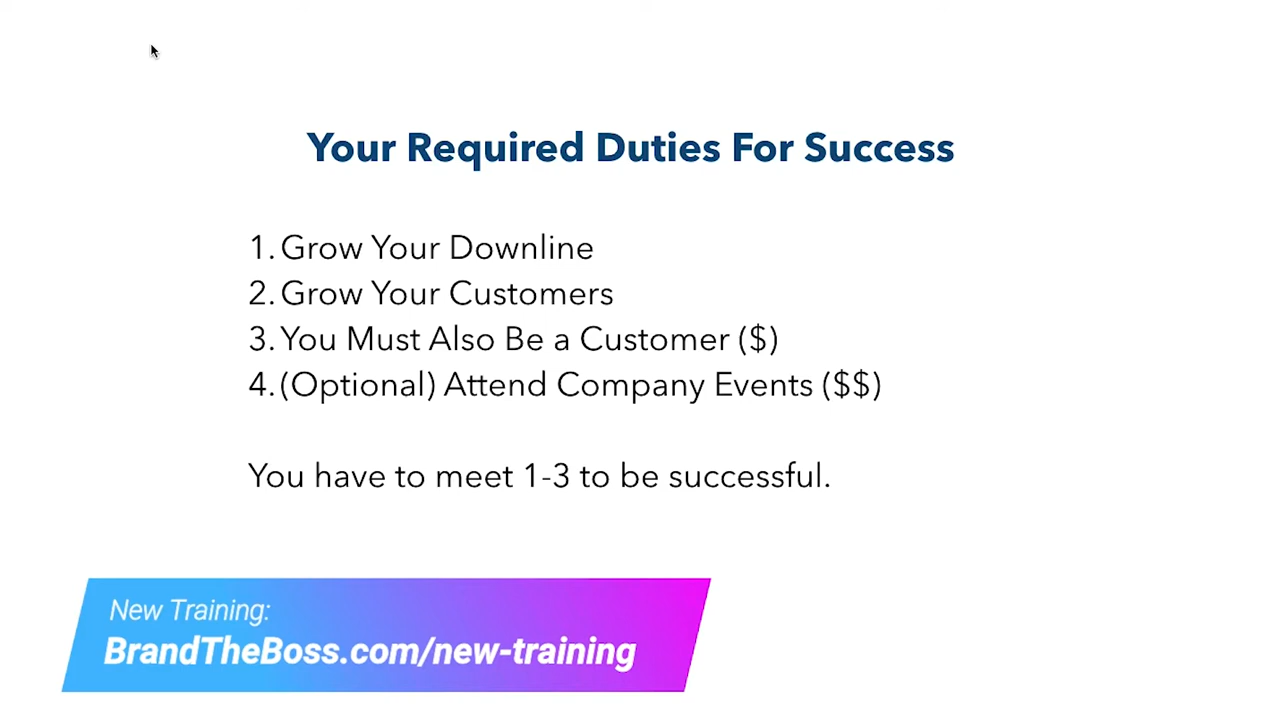 Your Required Duties For Success
1. Grow Your Downline
2. Grow Your Customers
3. You Must Also Be a Customer ($)
4. (Optional) Attend Company Events ($$)
You have to meet 1-3 to be successful.
New Training:
BrandTheBoss.com/new-training